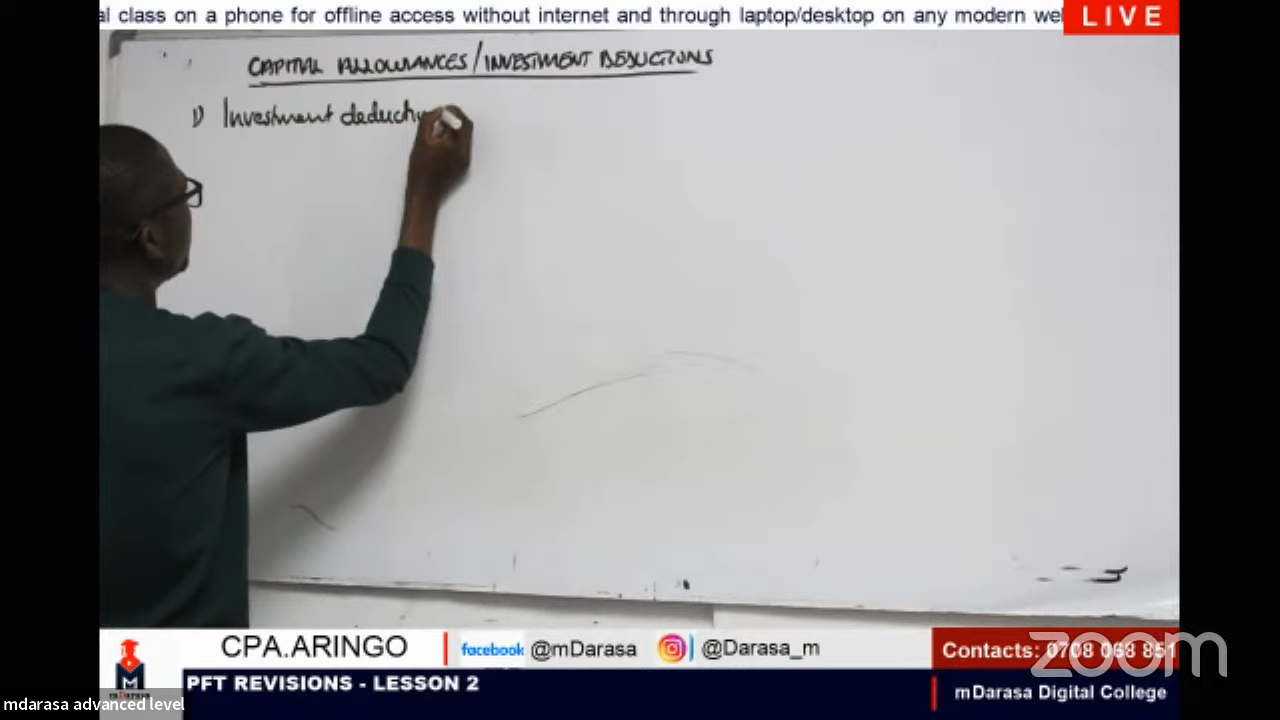 al class on a phone for offline access without internet and through laptop/desktop on any modern we
LIVE
CAPITAL ALLOWANCES/INVESTMENT DEDUCTIONS
1) Investment deduct
CPA.ARINGO
facebook @mDarasa
@Darasa_m
Contacts: 0708 068 851
zoom
PFT REVISIONS - LESSON 2
mDarasa Digital College
mDarasa
mdarasa advanced level